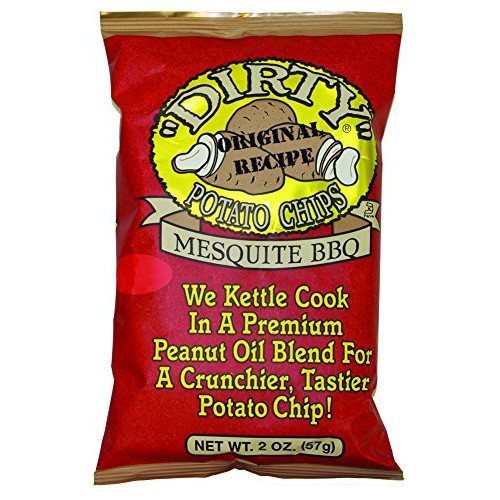 "DIRTY"®
ORIGINAL
RECIPE
POTATO CHIPS
MESQUITE BBQ
We Kettle Cook
In A Premium
Peanut Oil Blend For
A Crunchier, Tastier
Potato Chip!
NET WT. 2 OZ. (57g)